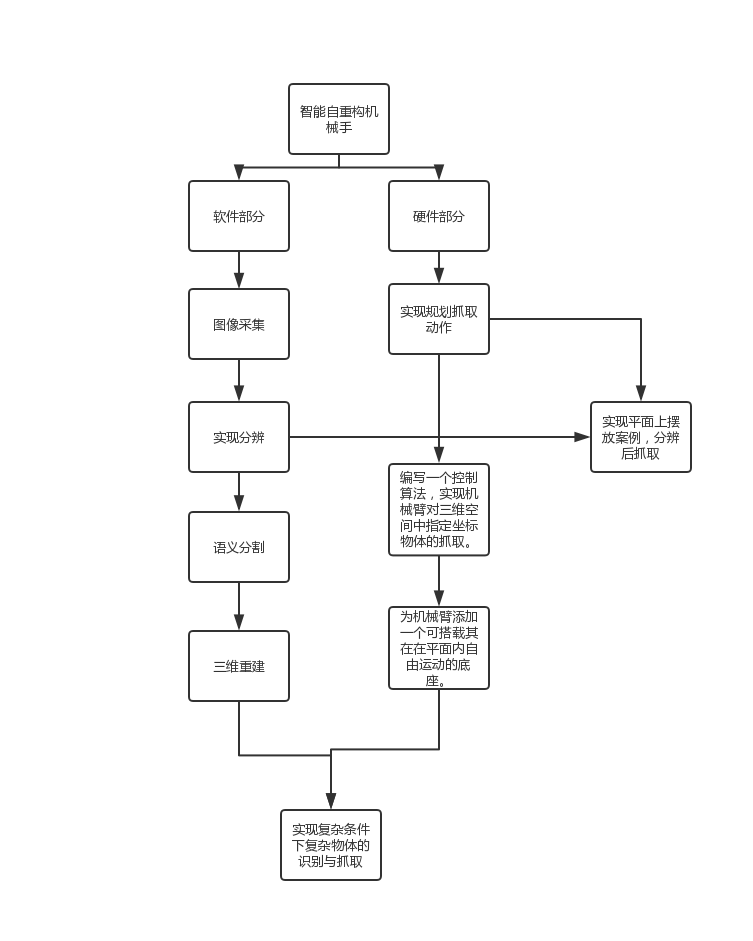 智能自重构机
械手
软件部分
硬件部分
图像采集
实现规划抓取
动作
实现分辨
实现平面上摆
放案例，分辨
后抓取
编写一个控制
算法，实现机
械臂对三维空
间中指定坐标
物体的抓取。
语义分割
为机械臂添加
一个可搭载其
在在平面内自
由运动的底
座。
三维重建
实现复杂条件
下复杂物体的
识别与抓取